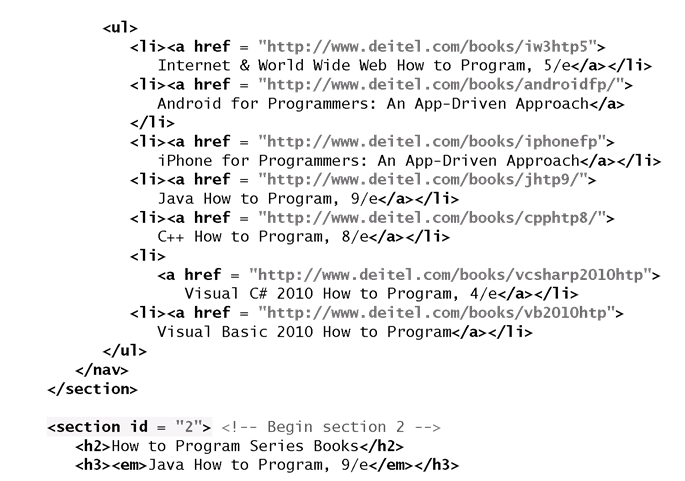 <ul>
<li><a href = "http://www.deitel.com/books/iw3htp5">
Internet & World Wide Web How to Program, 5/e</a></li>
<li><a href = "http://www.deitel.com/books/androidfp/">
Android for Programmers: An App-Driven Approach</a>
</li>
<li><a href = "http://www.deitel.com/books/iphonefp">
iPhone for Programmers: An App-Driven Approach</a></li>
<li><a href = "http://www.deitel.com/books/jhtp9/">
Java How to Program, 9/e</a></li>
<li><a href = "http://www.deitel.com/books/cpphtp8/">
C++ How to Program, 8/e</a></li>
<li>
<a href = "http://www.deitel.com/books/vcsharp2010htp">
Visual C# 2010 How to Program, 4/e</a></li>
<li><a href = "http://www.deitel.com/books/vb2010htp">
Visual Basic 2010 How to Program</a></li>
</ul>
</nav>
</section>
<section id = "2"> <!-- Begin section 2 -->
<h2>How to Program Series Books</h2>
<h3><em>Java How to Program, 9/e</em></h3>